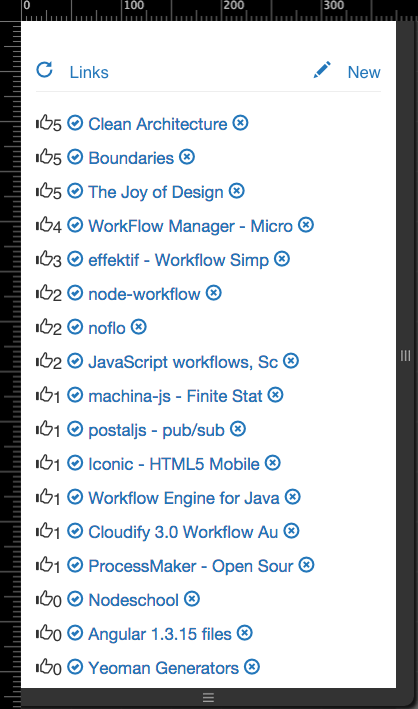 0 100 200 300
Links New
5 Clean Architecture
5 Boundaries
5 The Joy of Design
4 WorkFlow Manager - Micro
3 effektif - Workflow Simp
2 node-workflow
2 noflo
2 JavaScript workflows, Sc
1 machina-js - Finite Stat
1 postaljs - pub/sub
1 Iconic - HTML5 Mobile
1 Workflow Engine for Java
1 Cloudify 3.0 Workflow Au
1 ProcessMaker - Open Sour
0 Nodeschool
0 Angular 1.3.15 files
0 Yeoman Generators